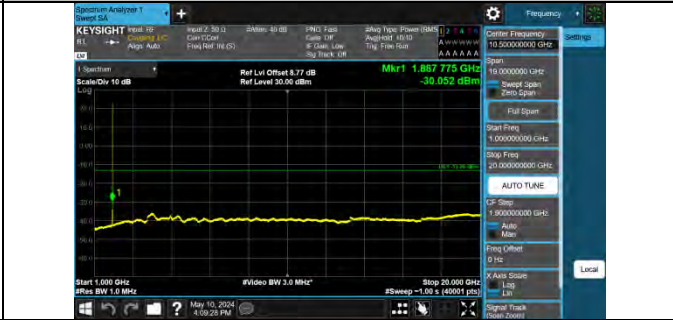 Spectrum Analyzer 1
Swept SA
+
Frequency
KEYSIGHT Input: RF
RL
Align: Auto
Input Z: 50 Ω
Corr CCorr
Freq Ref: Int (S)
#Atten: 40 dB
PNO: Fast
Gate: Off
IF Gain: Low
Sig Track: Off
#Avg Type: Power (RMS
Avg|Hold: 10/10
Trig: Free Run
A A A A A A
1 Spectrum
Scale/Div 10 dB
Log
Ref Lvl Offset 8.77 dB
Ref Level 30.00 dBm
Mkr1 1.867 775 GHz
-30.052 dBm
1
Start 1.000 GHz
#Res BW 1.0 MHz
#Video BW 3.0 MHz*
Stop 20.000 GHz
#Sweep ~1.00 s (40001 pts)
?
May 10, 2024
4:09:28 PM
Center Frequency
10.500000000 GHz
Settings
Span
19.0000000 GHz
Swept Span
Zero Span
Full Span
Start Freq
1.000000000 GHz
Stop Freq
20.000000000 GHz
AUTO TUNE
CF Step
1.900000000 GHz
Auto
Man
Freq Offset
0 Hz
X Axis Scale
Log
Lin
Signal Track
(Span Zoom)
Local